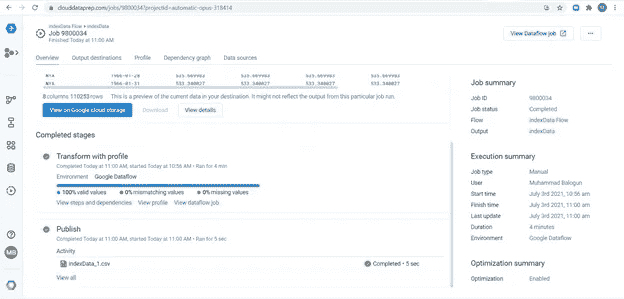 clouddataprep.com/jobs/9800034?projectId=automatic-opus-318414
indexData Flow > indexData
Job 9800034
Finished Today at 11:00 AM
View Dataflow job
...
Overview Output destinations Profile Dependency graph Data sources
N/A 1966-01-28
N/A 1966-01-31 533.340027 533.340027 533.340027 533.340027
8 columns 110253 rows This is a preview of the current data in your destination. It might not reflect the output from this particular job run.
View on Google cloud storage Download View details
Completed stages
Transform with profile
Completed Today at 11:00 AM, started Today at 10:56 AM • Ran for 4 min
Environment Google Dataflow
100% valid values 0% mismatching values 0% missing values
View steps and dependencies View profile View dataflow job
Publish
Completed Today at 11:00 AM, started Today at 11:00 AM • Ran for 5 sec
Activity
indexData_1.csv Completed • 5 sec
View all
Job summary
Job ID 9800034
Job status Completed
Flow indexData Flow
Output indexData
Execution summary
Job type Manual
User Muhammad Balogun
Start time July 3rd 2021, 10:56 am
Finish time July 3rd 2021, 11:00 am
Last update July 3rd 2021, 11:00 am
Duration 4 minutes
Environment Google Dataflow
Optimization summary
Optimization Enabled
MB